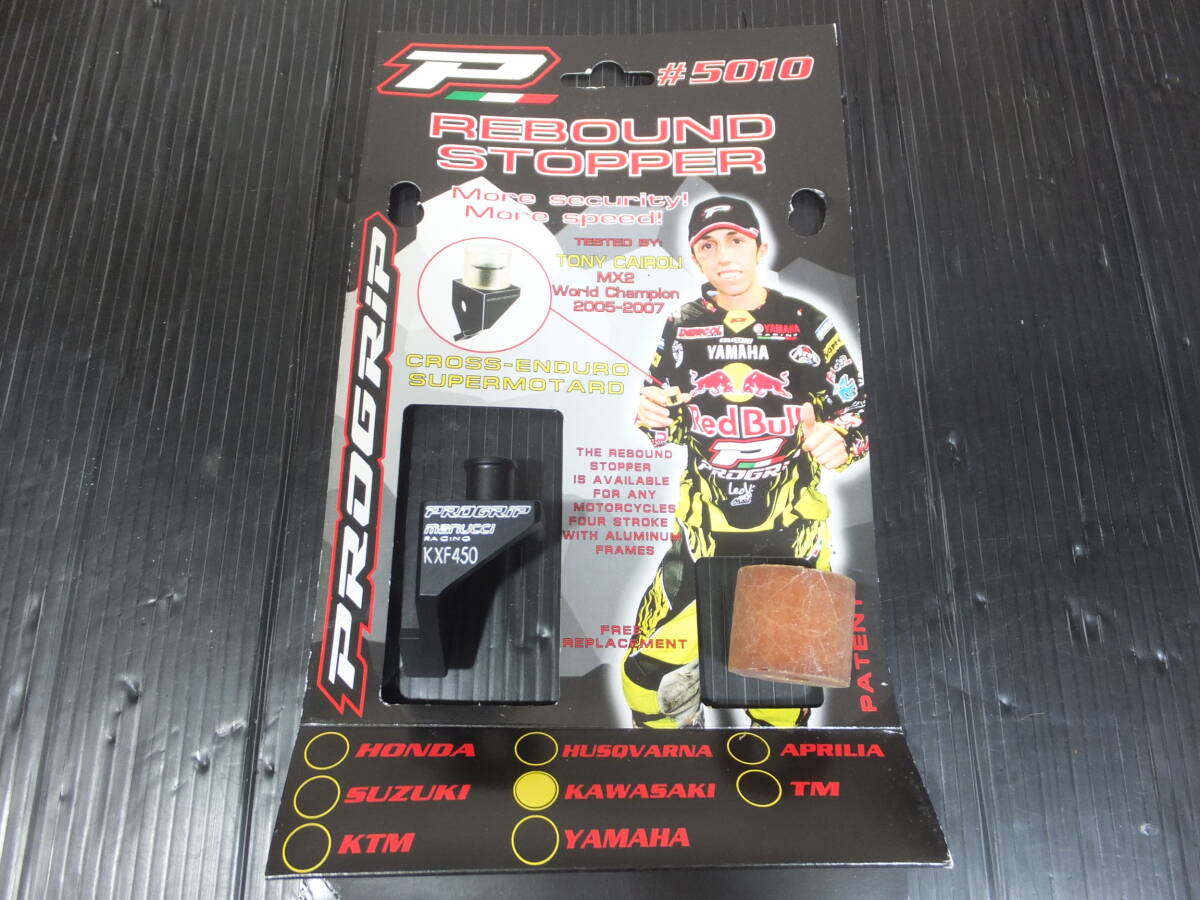 P
#5010
REBOUND
STOPPER
More security!
More speed!
TESTED BY:
TONY CAIROLI
MX2
World Champion
2005-2007
CROSS-ENDURO
SUPERMOTARD
PROGRIP
YAMAHA
RACING
YAMAHA
Red Bull
PROGRIP
THE REBOUND
STOPPER
IS AVAILABLE
FOR ANY
MOTORCYCLES
FOUR STROKE
WITH ALUMINUM
FRAMES
PROGRIP
manucci
RACING
KXF450
FREE
REPLACEMENT
PATENT
HONDA
HUSQVARNA
APRILIA
SUZUKI
KAWASAKI
TM
KTM
YAMAHA